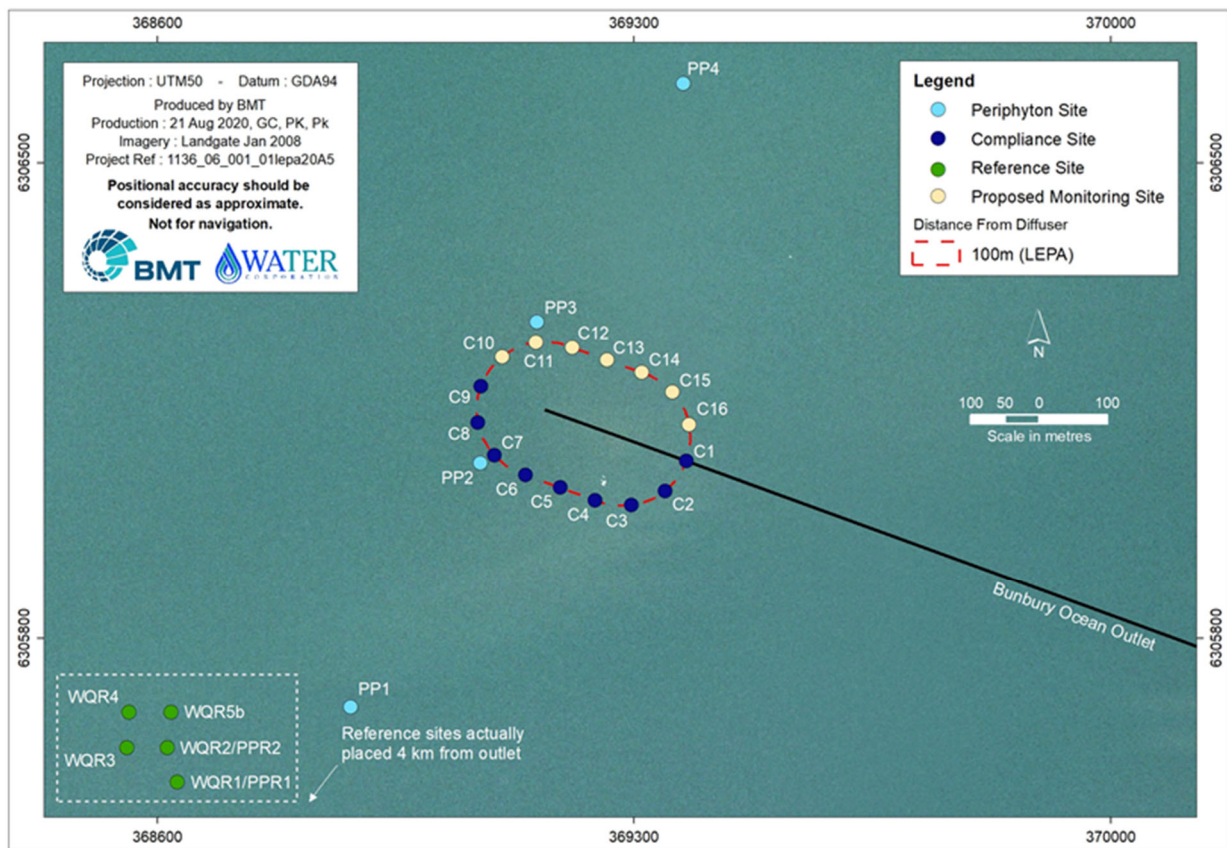 368600
369300
370000
6306500
6305800
6306500
6305800
368600
369300
370000
Projection : UTM50 - Datum : GDA94
Produced by BMT
Production : 21 Aug 2020, GC, PK, Pk
Imagery : Landgate Jan 2008
Project Ref : 1136_06_001_01lepa20A5
Positional accuracy should be
considered as approximate.
Not for navigation.
BMT
WATER
CORPORATION
Legend
Periphyton Site
Compliance Site
Reference Site
Proposed Monitoring Site
Distance From Diffuser
100m (LEPA)
N
100 50 0 100
Scale in metres
PP4
PP3
C10
C11
C12
C13
C14
C15
C16
C9
C8
C7
C1
PP2
C6
C5
C4
C3
C2
Bunbury Ocean Outlet
PP1
Reference sites actually
placed 4 km from outlet
WQR4
WQR5b
WQR3
WQR2/PPR2
WQR1/PPR1